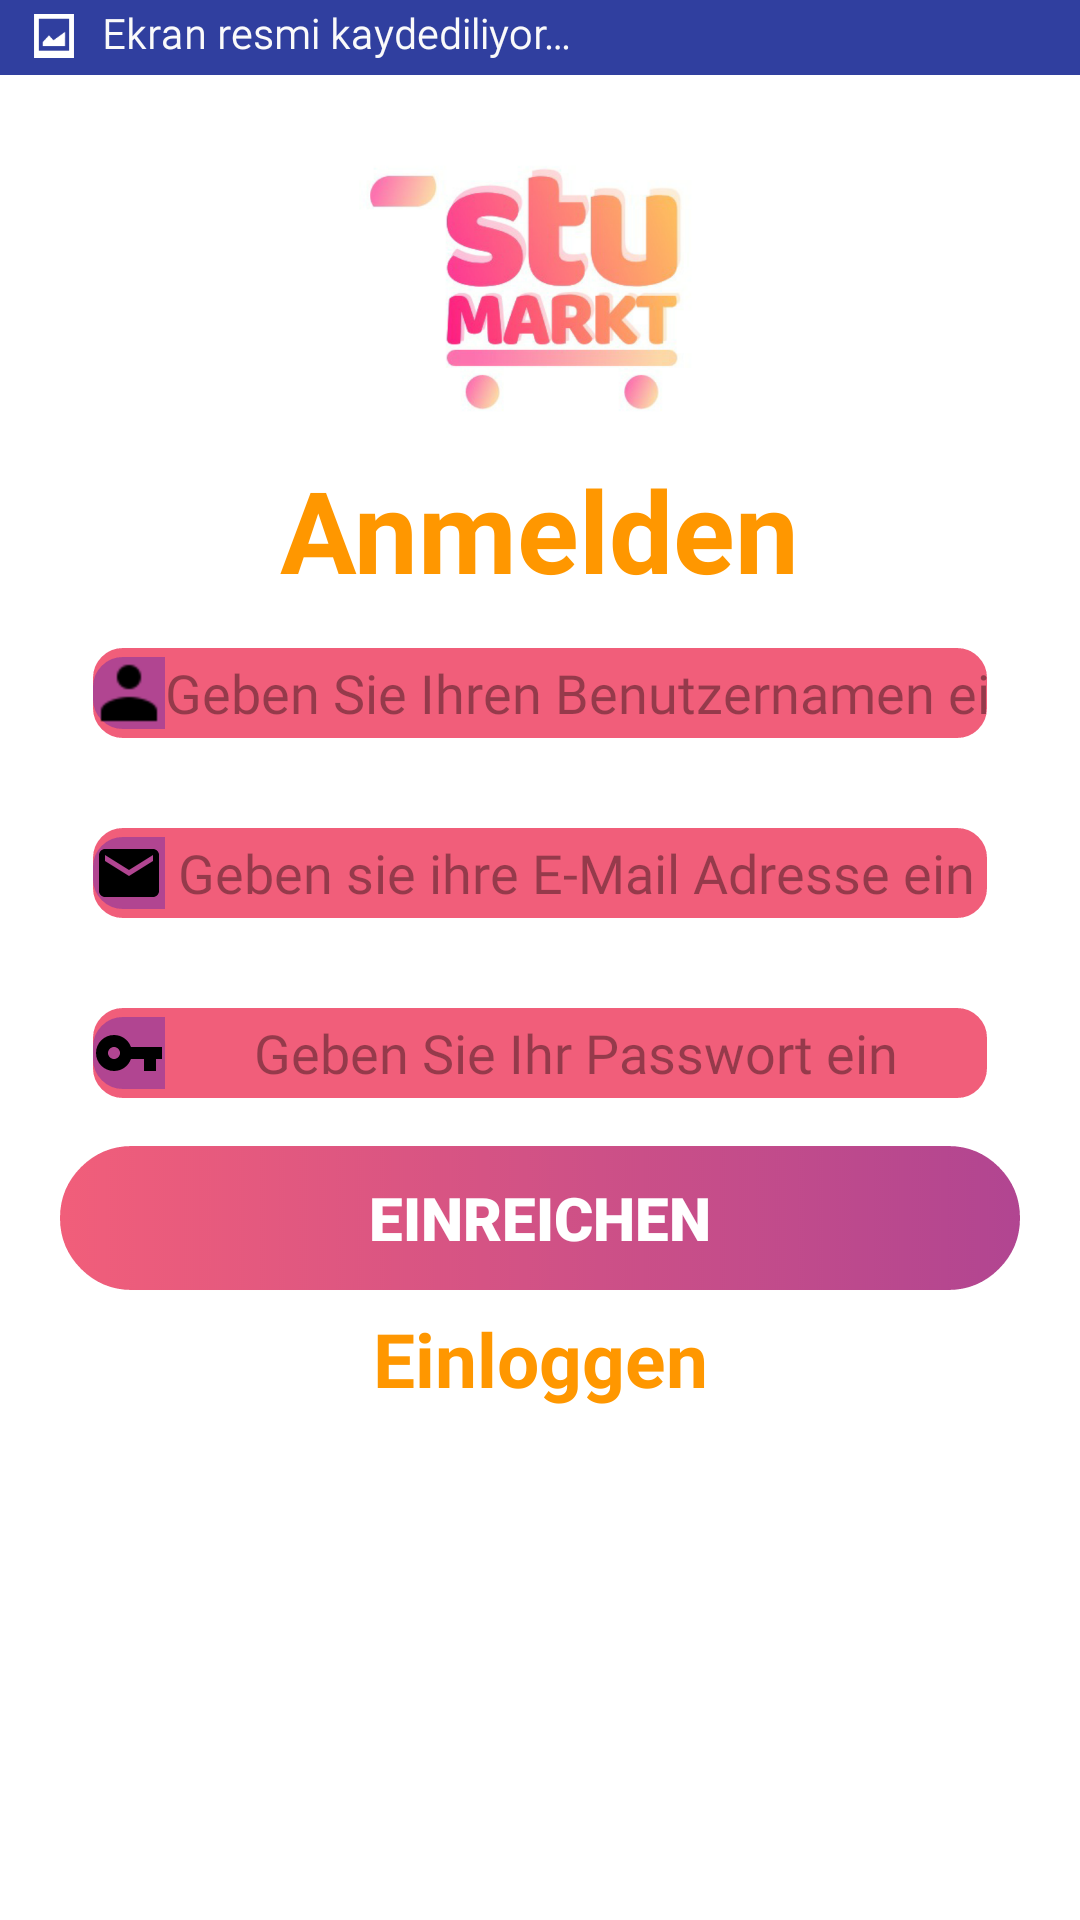 Ekran resmi kaydediliyor...
stu
MARKT
Anmelden
Geben Sie Ihren Benutzernamen ei
Geben sie ihre E-Mail Adresse ein
Geben Sie Ihr Passwort ein
EINREICHEN
Einloggen